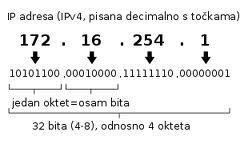 IP adresa (IPv4, pisana decimalno s točkama)
172 . 16 . 254 . 1
10101100 .00010000 .11111110 .00000001
jedan oktet=osam bita
32 bita (4·8), odnosno 4 okteta